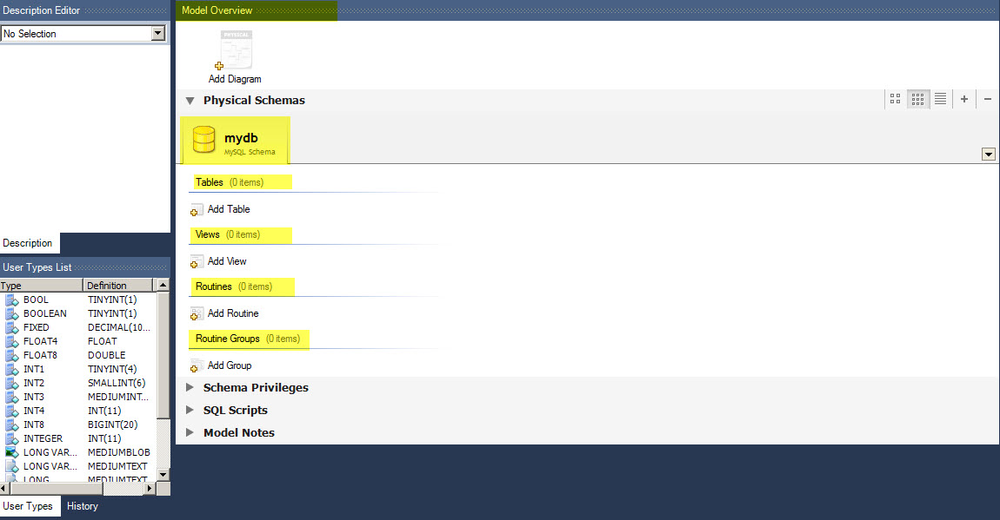 Description Editor
No Selection
Description
User Types List
Type Definition
BOOL TINYINT(1)
BOOLEAN TINYINT(1)
FIXED DECIMAL(10...
FLOAT4 FLOAT
FLOAT8 DOUBLE
INT1 TINYINT(4)
INT2 SMALLINT(6)
INT3 MEDIUMINT...
INT4 INT(11)
INT8 BIGINT(20)
INTEGER INT(11)
LONG VAR... MEDIUMBLOB
LONG VAR... MEDIUMTEXT
LONG MEDIUMTEXT
User Types History
Model Overview
PHYSICAL
Add Diagram
Physical Schemas
mydb
MySQL Schema
Tables (0 items)
Add Table
Views (0 items)
Add View
Routines (0 items)
Add Routine
Routine Groups (0 items)
Add Group
Schema Privileges
SQL Scripts
Model Notes